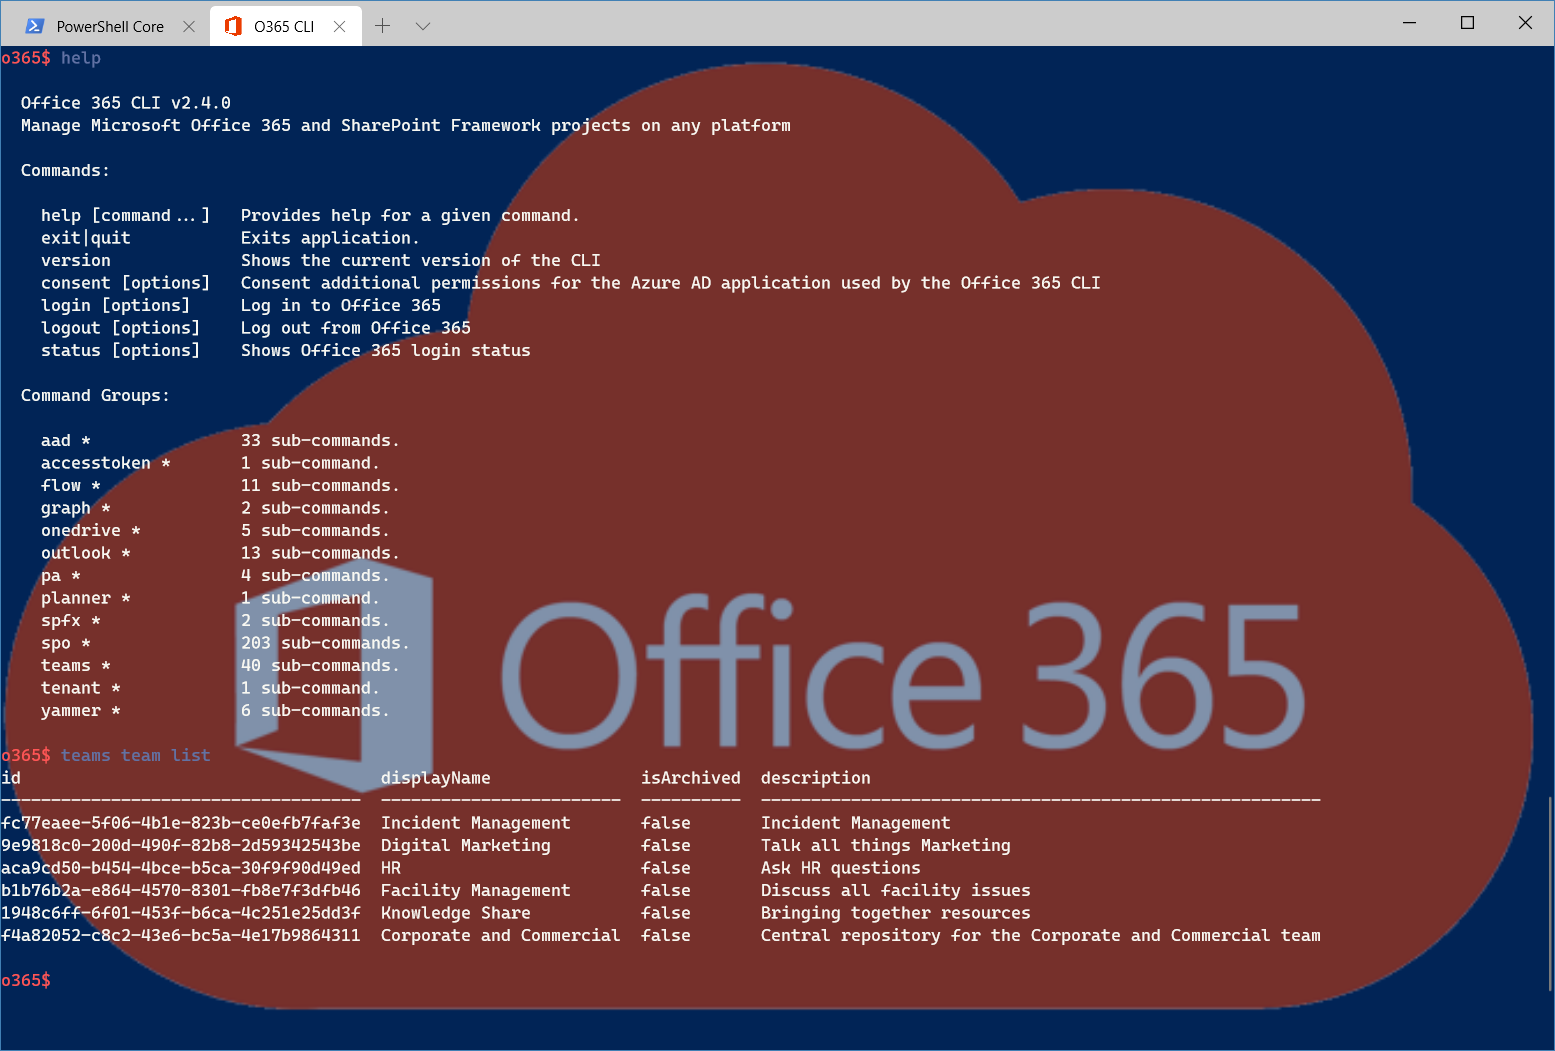 PowerShell Core
O365 CLI
o365$ help
Office 365 CLI v2.4.0
Manage Microsoft Office 365 and SharePoint Framework projects on any platform
Commands:
help [command...]   Provides help for a given command.
exit|quit           Exits application.
version             Shows the current version of the CLI
consent [options]   Consent additional permissions for the Azure AD application used by the Office 365 CLI
login [options]     Log in to Office 365
logout [options]    Log out from Office 365
status [options]    Shows Office 365 login status
Command Groups:
aad *               33 sub-commands.
accesstoken *       1 sub-command.
flow *              11 sub-commands.
graph *             2 sub-commands.
onedrive *          5 sub-commands.
outlook *           13 sub-commands.
pa *                4 sub-commands.
planner *           1 sub-command.
spfx *              2 sub-commands.
spo *               203 sub-commands.
teams *             40 sub-commands.
tenant *            1 sub-command.
yammer *            6 sub-commands.
Office 365
o365$ teams team list
id                                    displayName               isArchived  description
------------------------------------  ------------------------  ----------  --------------------------------------------------------
fc77eaee-5f06-4b1e-823b-ce0efb7faf3e  Incident Management       false       Incident Management
9e9818c0-200d-490f-82b8-2d59342543be  Digital Marketing         false       Talk all things Marketing
aca9cd50-b454-4bce-b5ca-30f9f90d49ed  HR                        false       Ask HR questions
b1b76b2a-e864-4570-8301-fb8e7f3dfb46  Facility Management       false       Discuss all facility issues
1948c6ff-6f01-453f-b6ca-4c251e25dd3f  Knowledge Share           false       Bringing together resources
f4a82052-c8c2-43e6-bc5a-4e17b9864311  Corporate and Commercial  false       Central repository for the Corporate and Commercial team
o365$